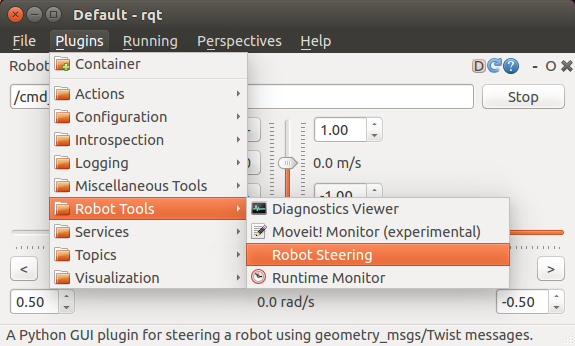 Default - rqt
File Plugins Running Perspectives Help
Robo D ? - O
Container
/cmd_ Stop
Actions
Configuration 1.00
Introspection
Logging 0.0 m/s
Miscellaneous Tools -1.00
Robot Tools Diagnostics Viewer
Services Moveit! Monitor (experimental)
Topics Robot Steering
Visualization Runtime Monitor
< >
0.50 0.0 rad/s -0.50
A Python GUI plugin for steering a robot using geometry_msgs/Twist messages.